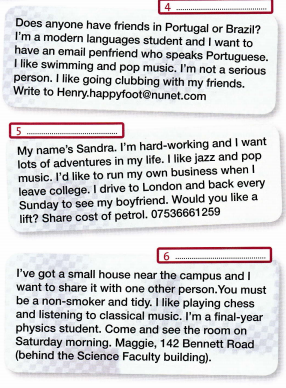 4 ..............................
Does anyone have friends in Portugal or Brazil?
I'm a modern languages student and I want to
have an email penfriend who speaks Portuguese.
I like swimming and pop music. I'm not a serious
person. I like going clubbing with my friends.
Write to Henry.happyfoot@nunet.com
5 ..............................
My name's Sandra. I'm hard-working and I want
lots of adventures in my life. I like jazz and pop
music. I'd like to run my own business when I
leave college. I drive to London and back every
Sunday to see my boyfriend. Would you like a
lift? Share cost of petrol. 07536661259
6 ..............................
I've got a small house near the campus and I
want to share it with one other person.You must
be a non-smoker and tidy. I like playing chess
and listening to classical music. I'm a final-year
physics student. Come and see the room on
Saturday morning. Maggie, 142 Bennett Road
(behind the Science Faculty building).